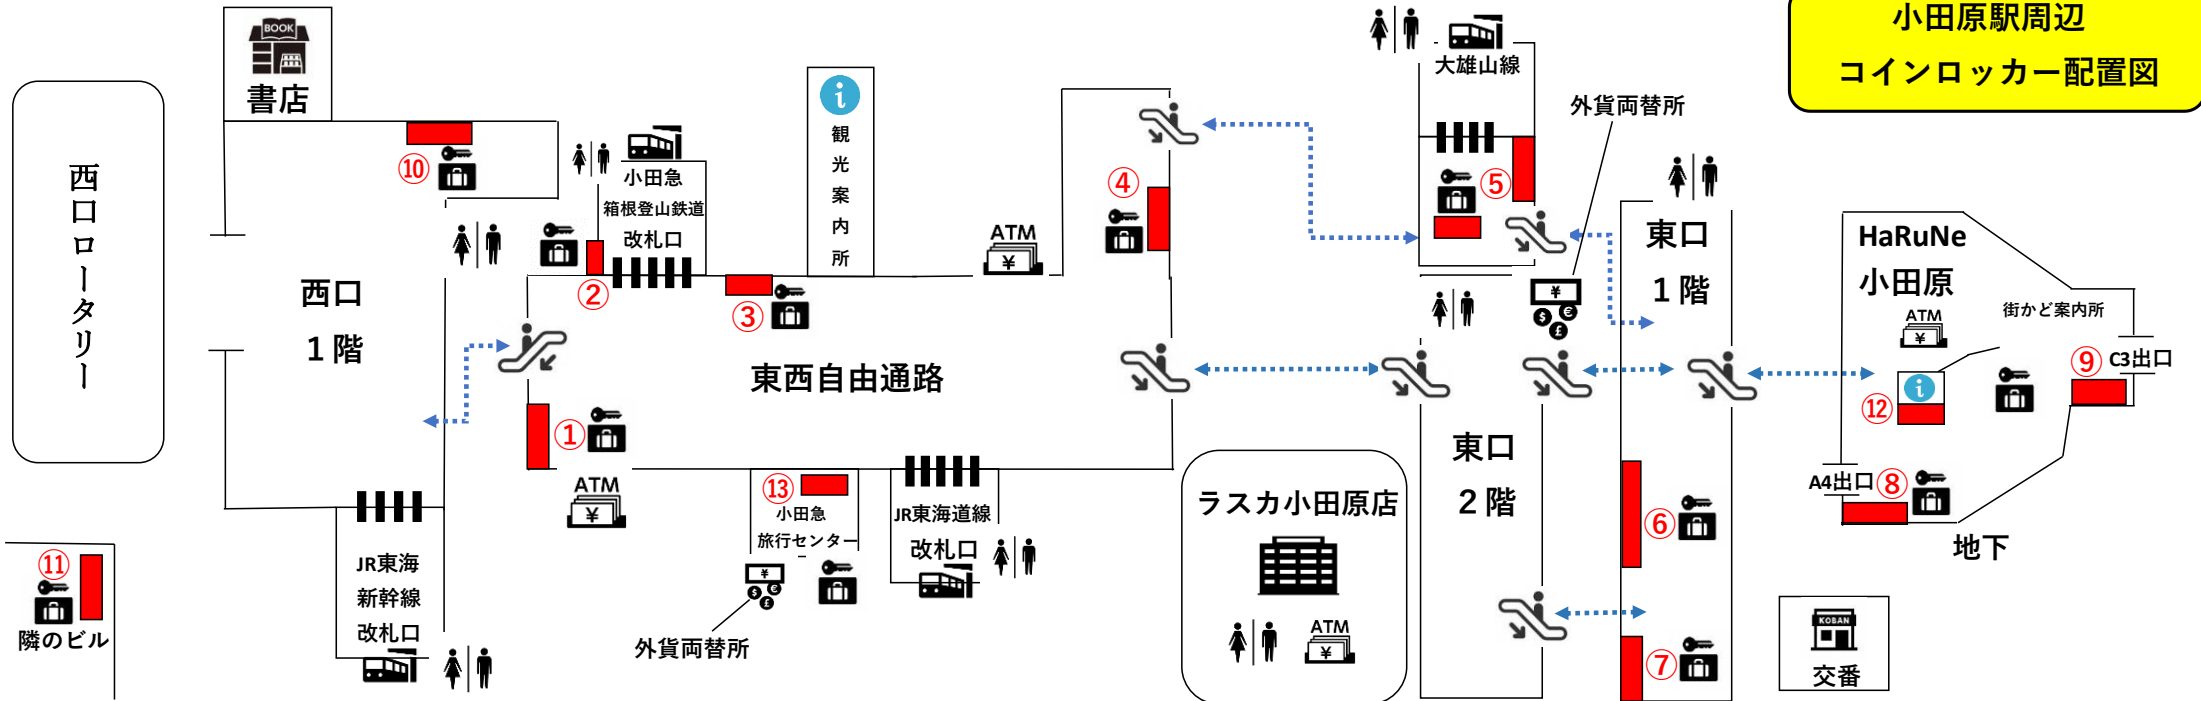 小田原駅周辺
コインロッカー配置図
BOOK
書店
西口ロータリー
⑩
西口
1階
小田急
箱根登山鉄道
改札口
②
③
i
観光案内所
ATM
¥
④
東西自由通路
①
ATM
¥
⑬
小田急
旅行センター
¥
$
€
£
外貨両替所
JR東海道線
改札口
JR東海
新幹線
改札口
⑪
隣のビル
大雄山線
⑤
外貨両替所
¥
$
€
£
東口
1階
東口
2階
ラスカ小田原店
ATM
¥
⑥
⑦
HaRuNe
小田原
街かど案内所
ATM
¥
i
⑫
⑨
C3出口
A4出口
⑧
地下
KOBAN
交番